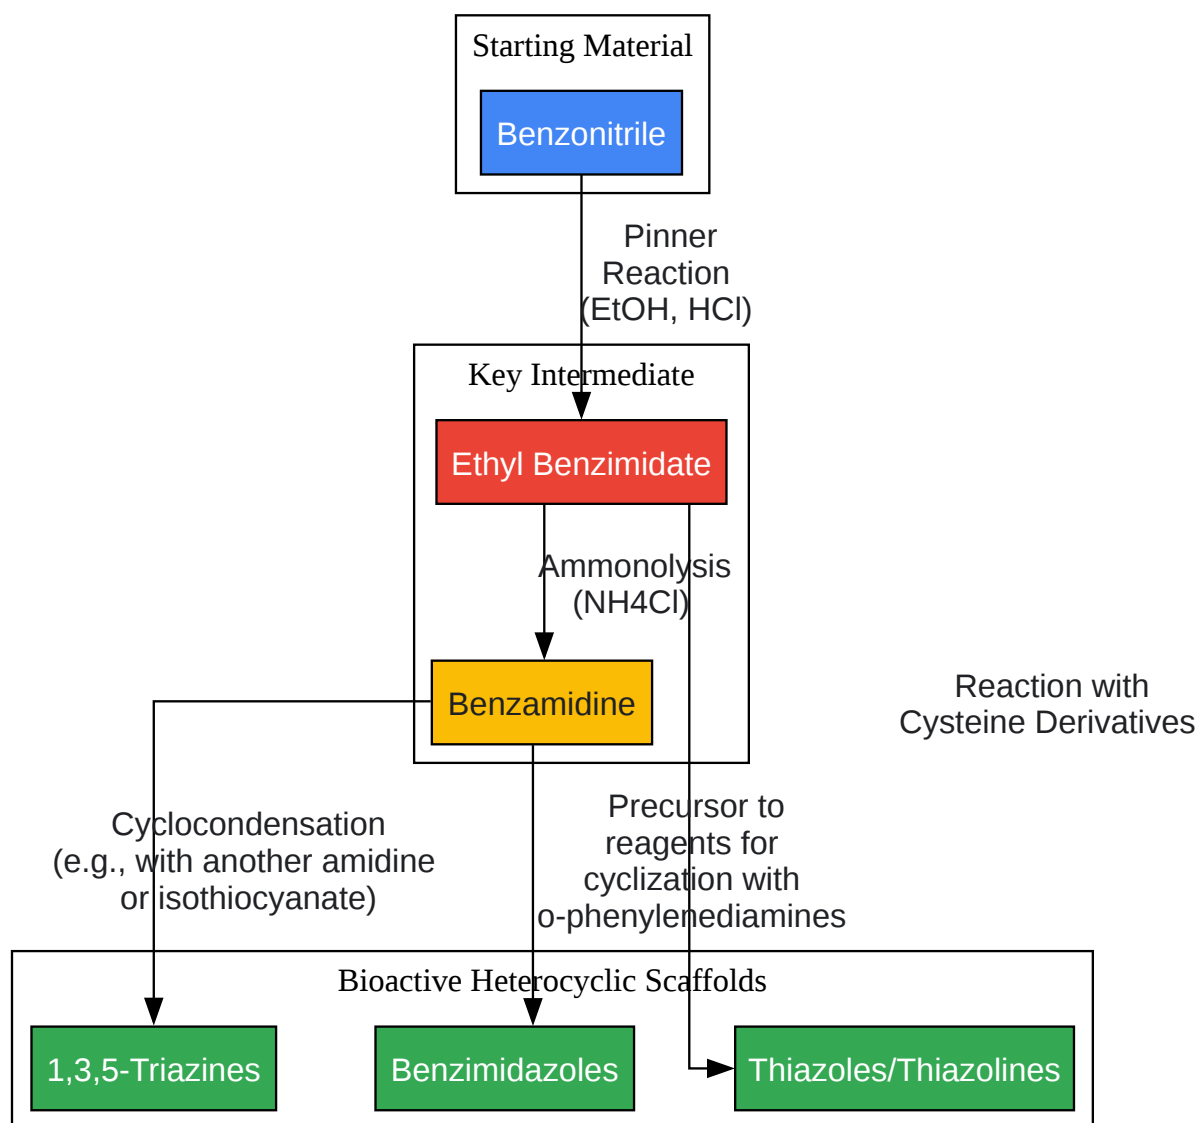 Starting Material
Benzonitrile
Pinner
Reaction
(EtOH, HCl)
Key Intermediate
Ethyl Benzimidate
Ammonolysis
(NH4Cl)
Benzamidine
Reaction with
Cysteine Derivatives
Cyclocondensation
(e.g., with another amidine
or isothiocyanate)
Precursor to
reagents for
cyclization with
o-phenylenediamines
Bioactive Heterocyclic Scaffolds
1,3,5-Triazines
Benzimidazoles
Thiazoles/Thiazolines